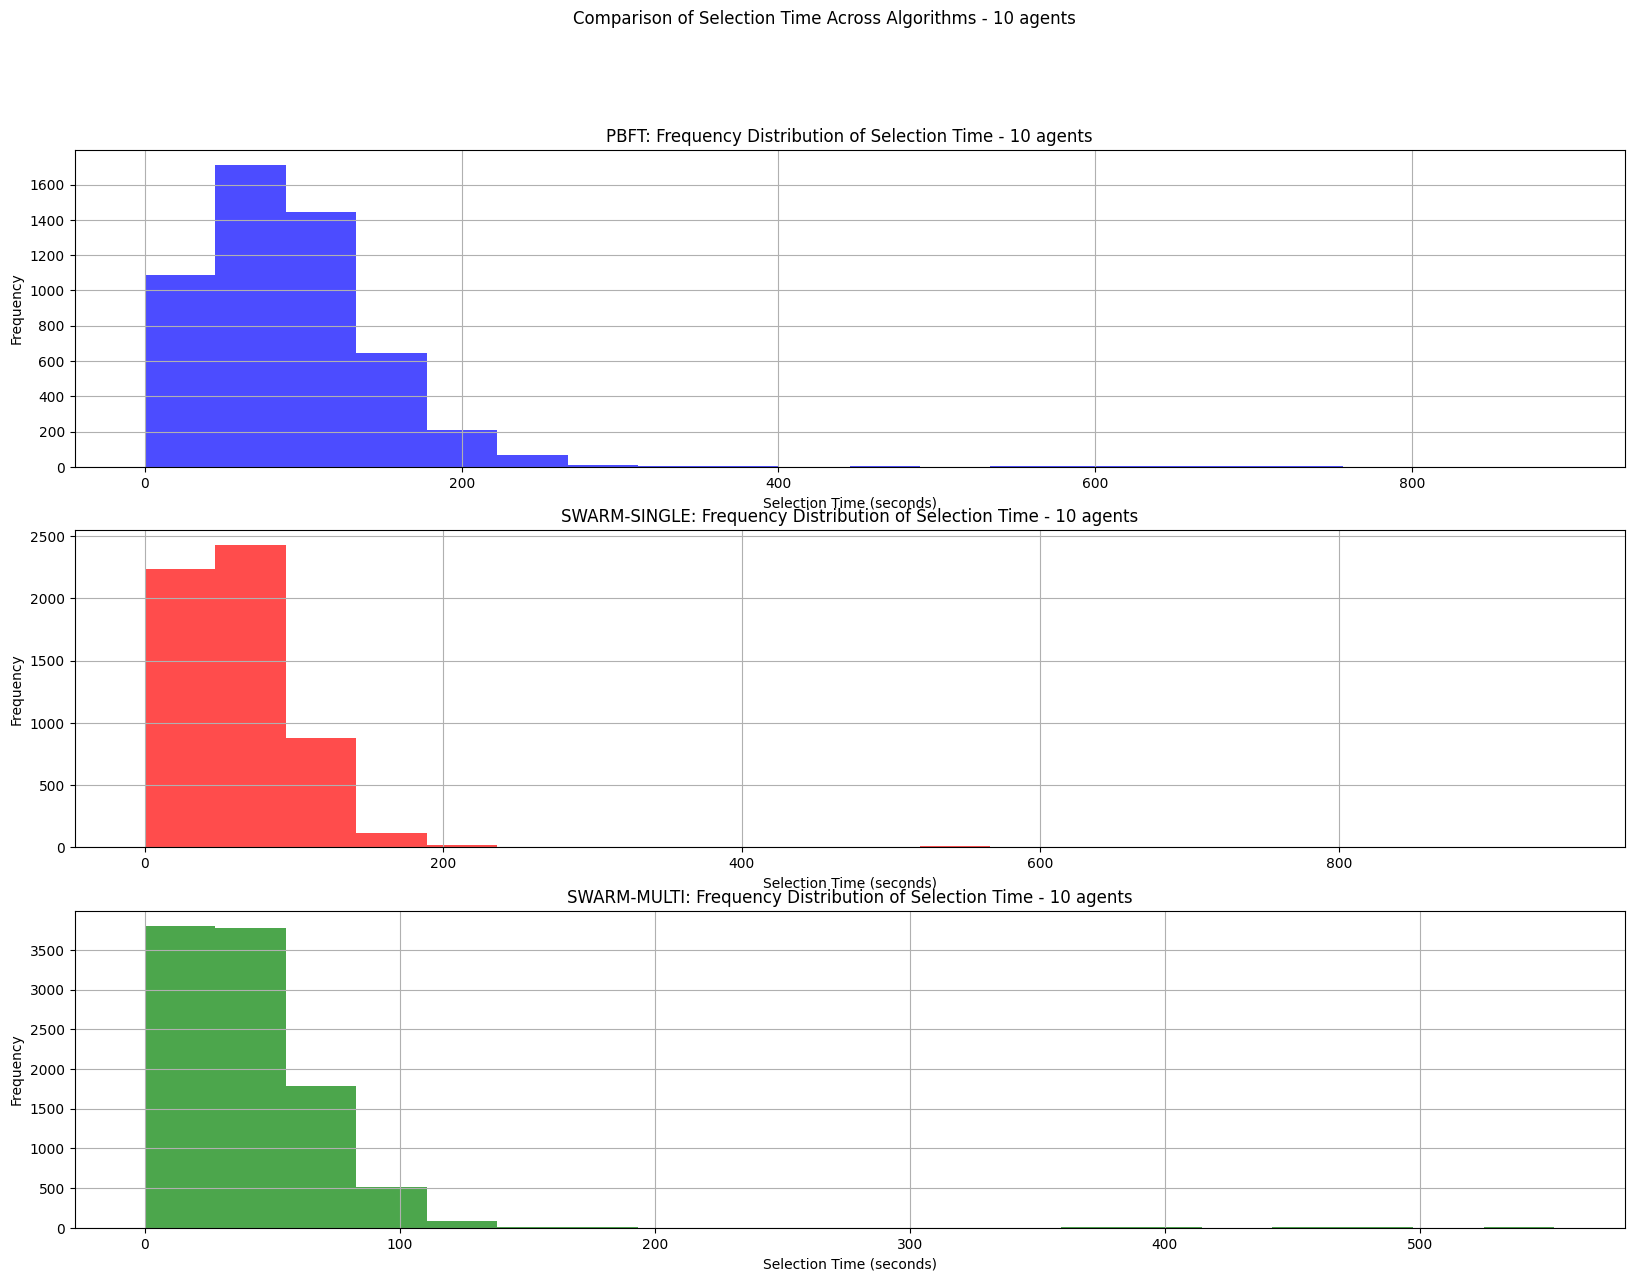 Comparison of Selection Time Across Algorithms - 10 agents
PBFT: Frequency Distribution of Selection Time - 10 agents
Frequency
1600
1400
1200
1000
800
600
400
200
0
0 200 400 600 800
Selection Time (seconds)
SWARM-SINGLE: Frequency Distribution of Selection Time - 10 agents
Frequency
2500
2000
1500
1000
500
0
0 200 400 600 800
Selection Time (seconds)
SWARM-MULTI: Frequency Distribution of Selection Time - 10 agents
Frequency
3500
3000
2500
2000
1500
1000
500
0
0 100 200 300 400 500
Selection Time (seconds)